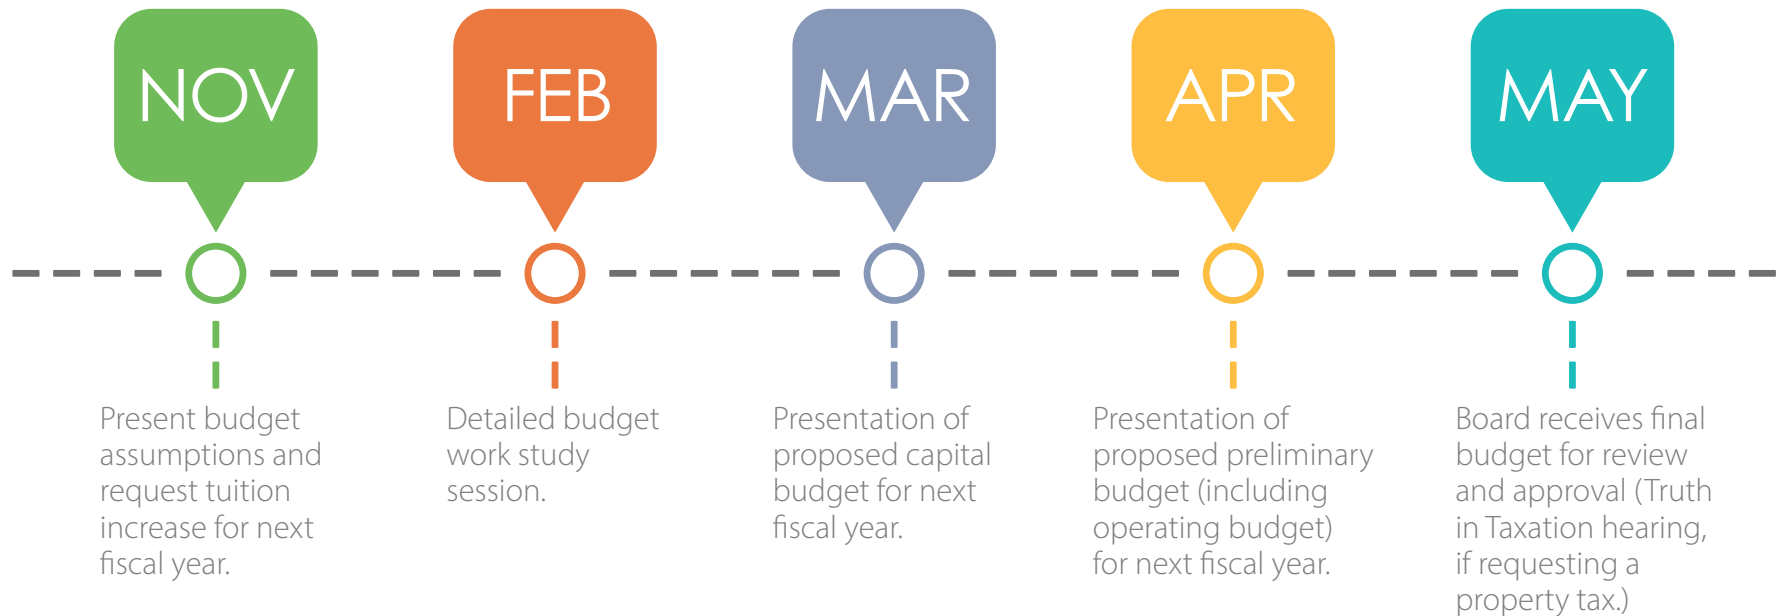 NOV
FEB
MAR
APR
MAY
Present budget
assumptions and
request tuition
increase for next
fiscal year.
Detailed budget
work study
session.
Presentation of
proposed capital
budget for next
fiscal year.
Presentation of
proposed preliminary
budget (including
operating budget)
for next fiscal year.
Board receives final
budget for review
and approval (Truth
in Taxation hearing,
if requesting a
property tax.)